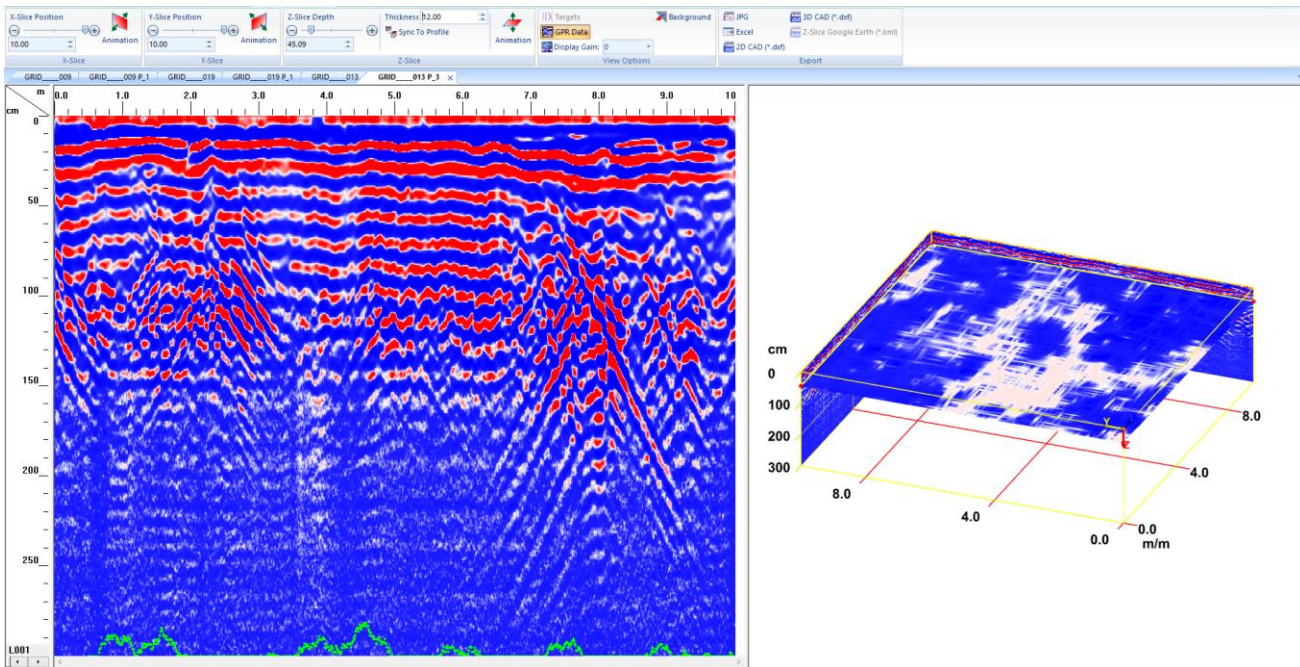 X-Slice Position
10.00
Animation
X-Slice
Y-Slice Position
10.00
Animation
Y-Slice
Z-Slice Depth
45.09
Thickness 12.00
Sync To Profile
Animation
Z-Slice
Targets
GPR Data
Display Gain: 0
Background
View Options
JPG
Excel
2D CAD (*.dxf)
3D CAD (*.dxf)
Z-Slice Google Earth (*.kml)
Export
GRID____009
GRID____009 P_1
GRID____019
GRID____019 P_1
GRID____013
GRID____013 P_3 ×
m
cm
0.0 1.0 2.0 3.0 4.0 5.0 6.0 7.0 8.0 9.0 10
0
50
100
150
200
250
L001
cm
0
100
200
300
8.0
4.0
0.0
0.0
m/m
4.0
8.0
Y
Z